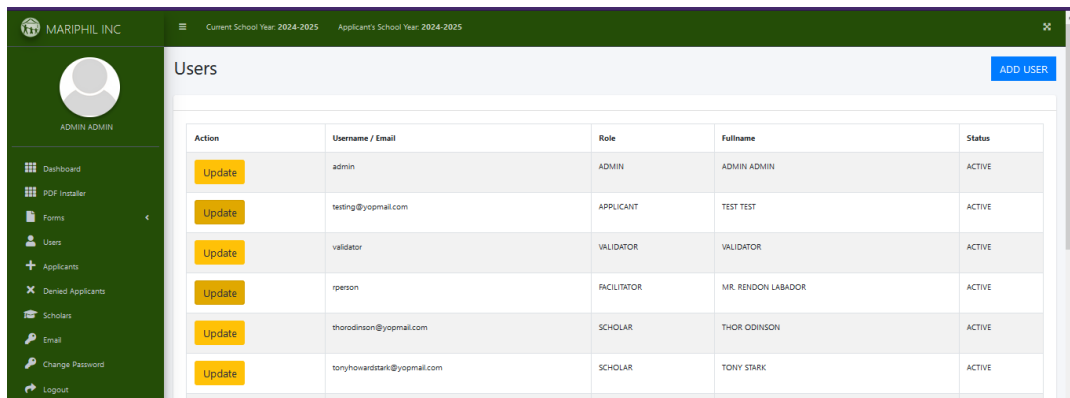 MARIPHIL INC
Current School Year: 2024-2025 Applicant's School Year: 2024-2025
ADMIN ADMIN
Dashboard
PDF Installer
Forms
Users
Applicants
Denied Applicants
Scholars
Email
Change Password
Logout
Users
ADD USER
Action Username / Email Role Fullname Status
Update admin ADMIN ADMIN ADMIN ACTIVE
Update testing@yopmail.com APPLICANT TEST TEST ACTIVE
Update validator VALIDATOR VALIDATOR ACTIVE
Update rperson FACILITATOR MR. RENDON LABADOR ACTIVE
Update thorodinson@yopmail.com SCHOLAR THOR ODINSON ACTIVE
Update tonyhowardstark@yopmail.com SCHOLAR TONY STARK ACTIVE